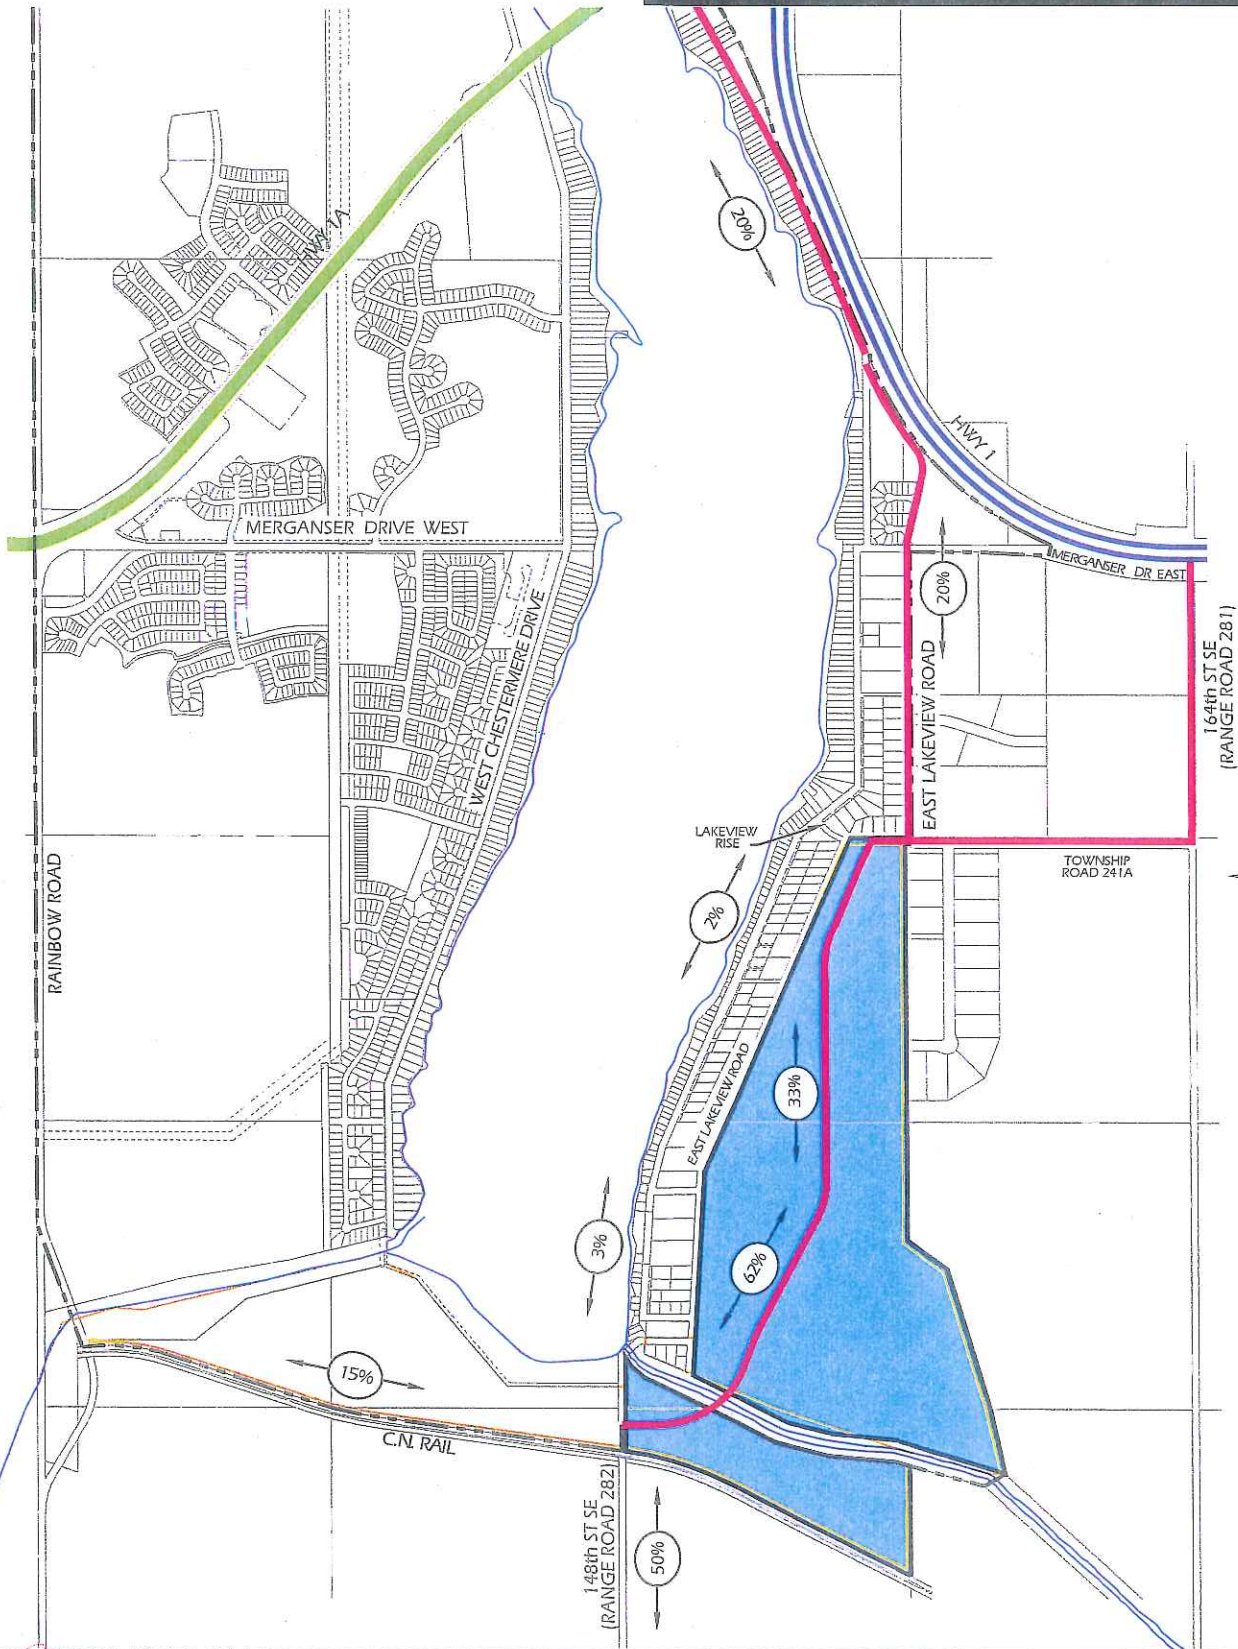 HWY 1A
20%
HWY 1
MERGANSER DRIVE WEST
MERGANSER DR EAST
20%
WEST CHESTERMERE DRIVE
EAST LAKEVIEW ROAD
164th ST SE
(RANGE ROAD 281)
LAKEVIEW
RISE
TOWNSHIP
ROAD 241A
RAINBOW ROAD
2%
33%
EAST LAKEVIEW ROAD
3%
62%
15%
C.N. RAIL
148th ST SE
(RANGE ROAD 282)
50%